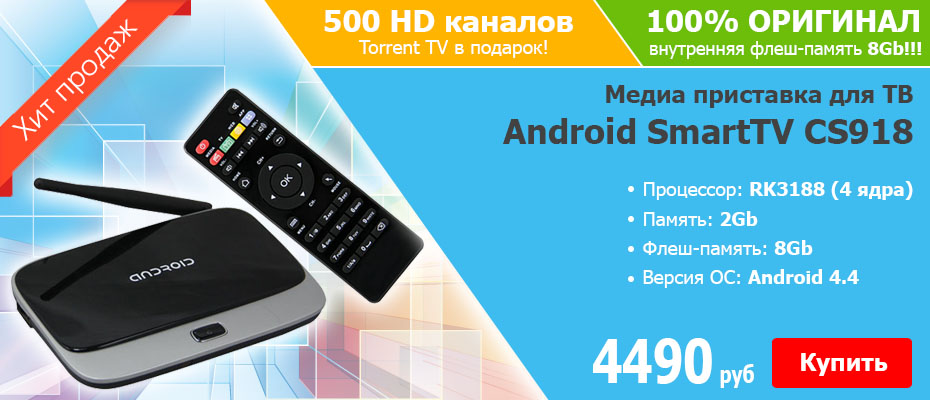 Хит продаж
500 HD каналов
Torrent TV в подарок!
100% ОРИГИНАЛ
внутренняя флеш-память 8Gb!!!
Медиа приставка для ТВ
Android SmartTV CS918
• Процессор: RK3188 (4 ядра)
• Память: 2Gb
• Флеш-память: 8Gb
• Версия ОС: Android 4.4
4490 руб
Купить
ANDROID
OK